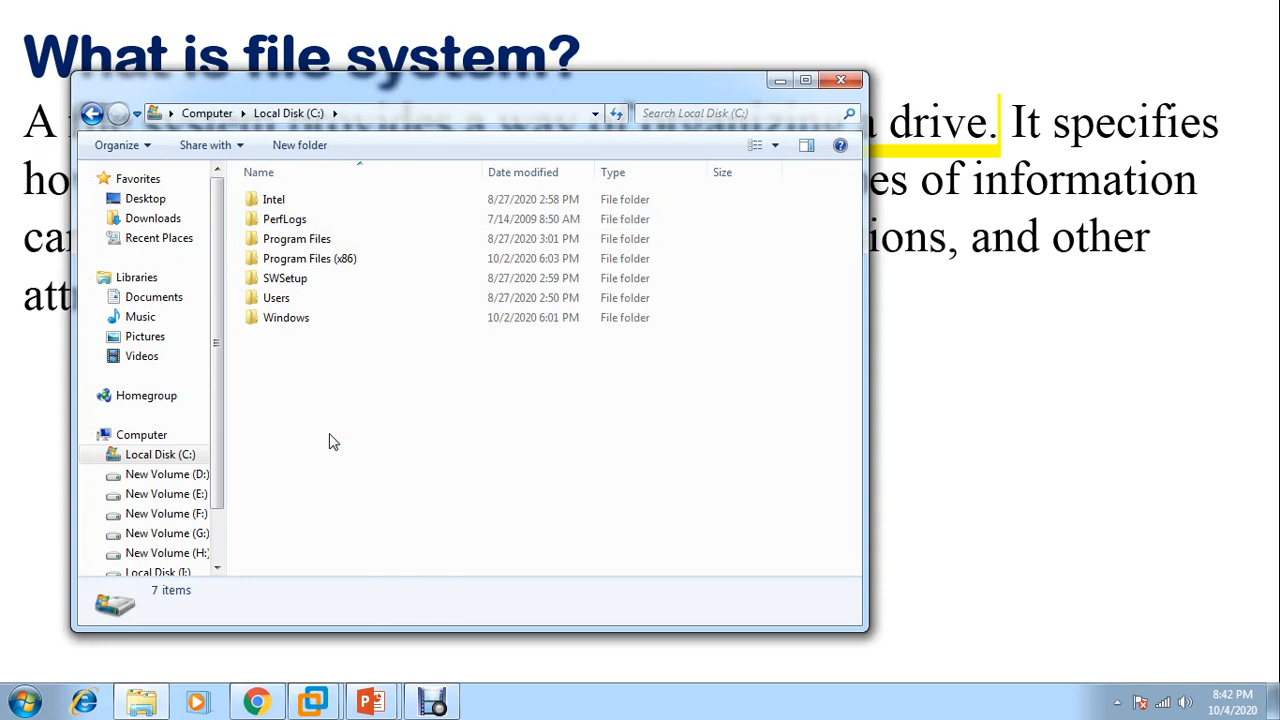 What is file system?
A
a drive. It specifies
ho
es of information
ca
ions, and other
att
Computer Local Disk (C:)
Search Local Disk (C:)
Organize Share with New folder
Name Date modified Type Size
Favorites
Desktop
Downloads
Recent Places
Libraries
Documents
Music
Pictures
Videos
Homegroup
Computer
Local Disk (C:)
New Volume (D:)
New Volume (E:)
New Volume (F:)
New Volume (G:)
New Volume (H:)
Local Disk (I:)
Intel 8/27/2020 2:58 PM File folder
PerfLogs 7/14/2009 8:50 AM File folder
Program Files 8/27/2020 3:01 PM File folder
Program Files (x86) 10/2/2020 6:03 PM File folder
SWSetup 8/27/2020 2:59 PM File folder
Users 8/27/2020 2:50 PM File folder
Windows 10/2/2020 6:01 PM File folder
7 items
8:42 PM
10/4/2020